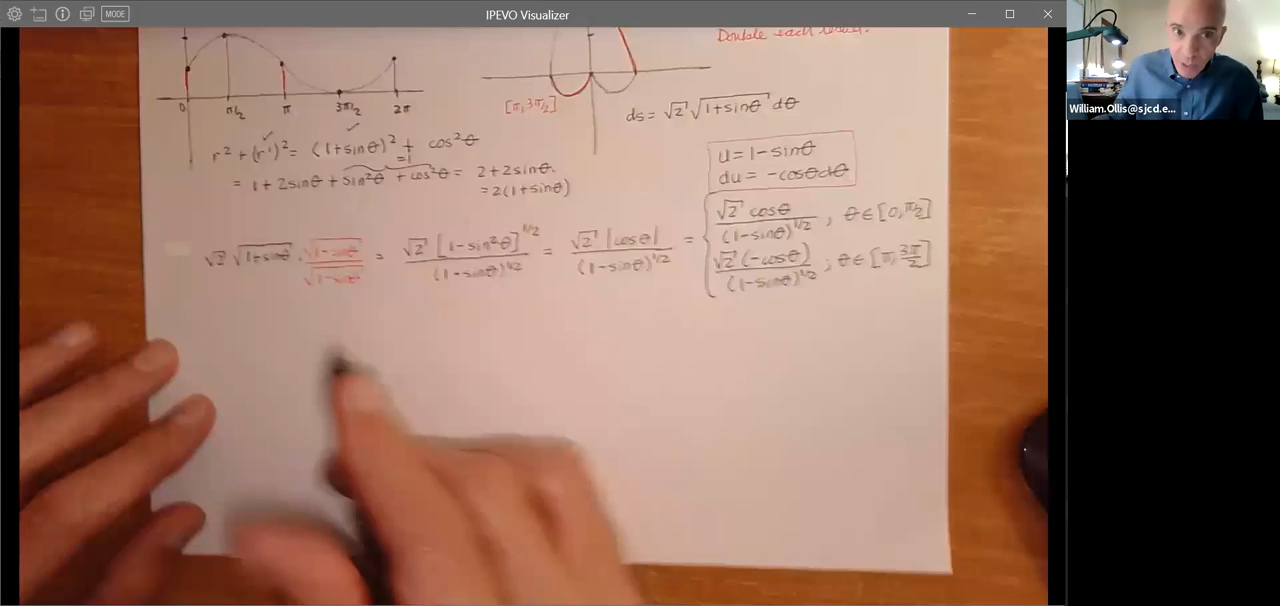 MODE
IPEVO Visualizer
William.Ollis@sjcd.e...
Double each
0 π/2 π 3π/2 2π
[π, 3π/2]
ds = √2 √(1+sinθ) dθ
r² + (r')² = (1+sinθ)² + cos²θ
=1
= 1 + 2sinθ + sin²θ + cos²θ = 2+2sinθ.
= 2(1+sinθ)
u = 1-sinθ
du = -cosθdθ
√2 √(1+sinθ) · √(1-sinθ)/√(1-sinθ) = √2 [1-sin²θ]^1/2/(1-sinθ)^1/2 = √2 |cosθ|/(1-sinθ)^1/2 = { √2 cosθ/(1-sinθ)^1/2 ; θ∈[0, π/2]
√2 (-cosθ)/(1-sinθ)^1/2 ; θ∈[π, 3π/2]